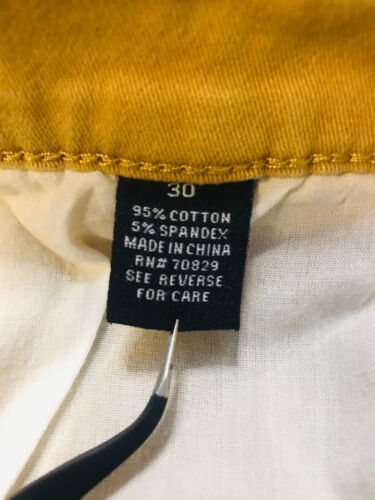 30
95% COTTON
5% SPANDEX
MADE IN CHINA
RN# 70829
SEE REVERSE
FOR CARE